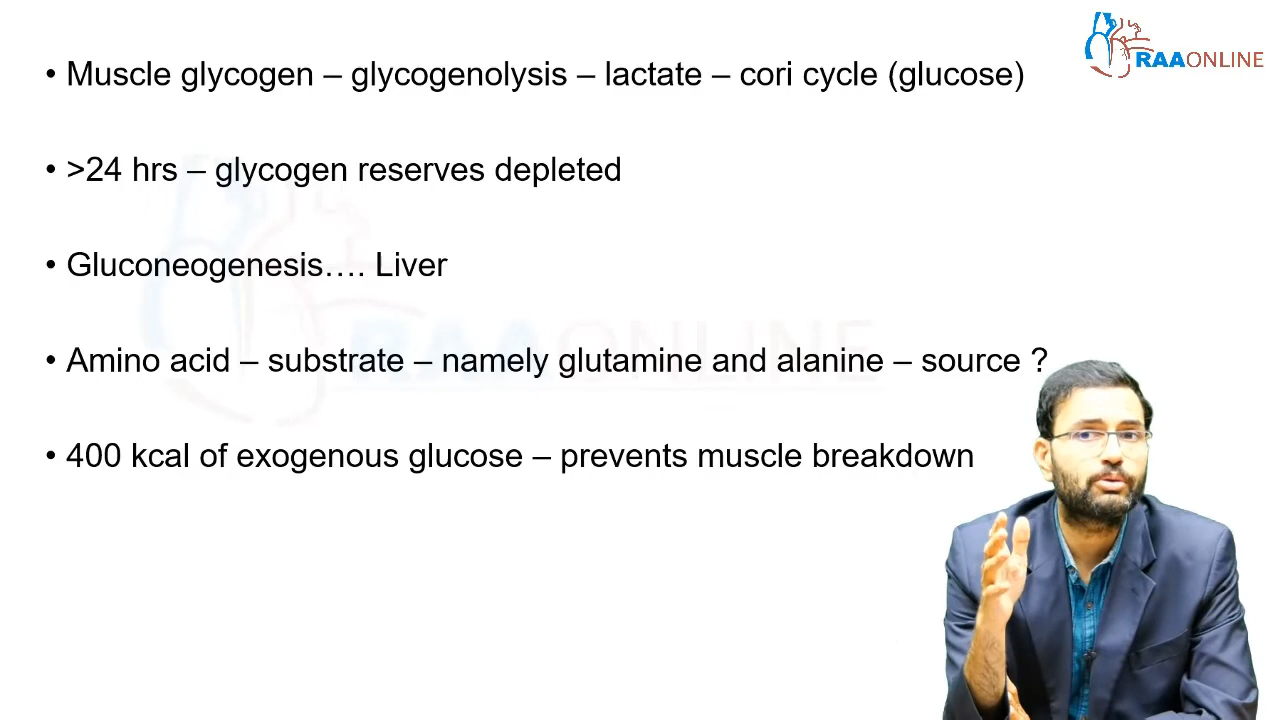 RAAONLINE
• Muscle glycogen – glycogenolysis – lactate – cori cycle (glucose)
• >24 hrs – glycogen reserves depleted
• Gluconeogenesis…. Liver
RAAONLINE
• Amino acid – substrate – namely glutamine and alanine – source ?
• 400 kcal of exogenous glucose – prevents muscle breakdown